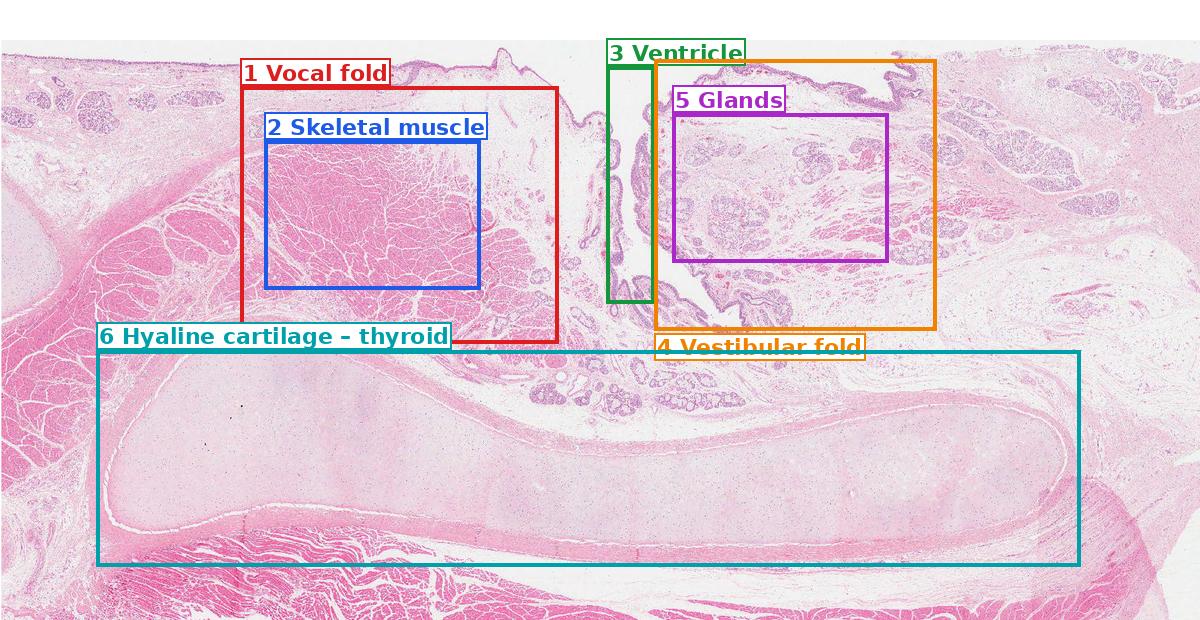 3 Ventricle
1 Vocal fold
5 Glands
2 Skeletal muscle
6 Hyaline cartilage – thyroid
4 Vestibular fold